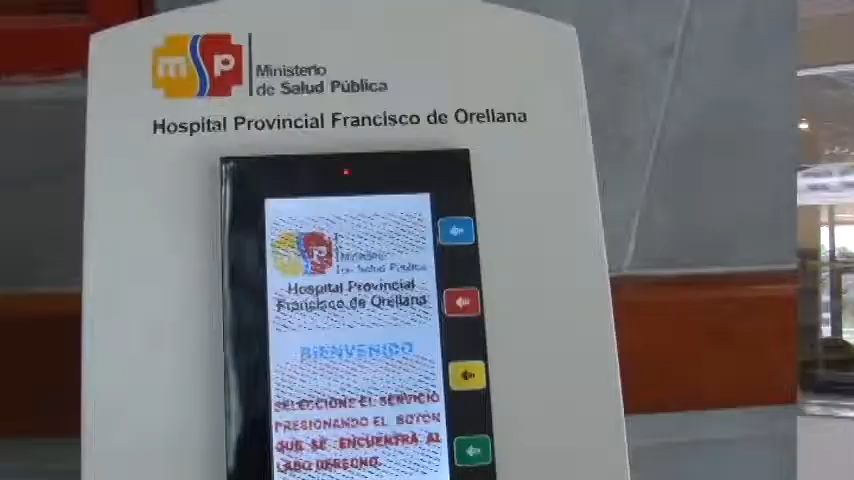 msp
Ministerio
de Salud Pública
Hospital Provincial Francisco de Orellana
msp
Ministerio
de Salud Pública
Hospital Provincial
Francisco de Orellana
BIENVENIDO
SELECCIONE EL SERVICIO
PRESIONANDO EL BOTON
QUE SE ENCUENTRA AL
LADO DERECHO.